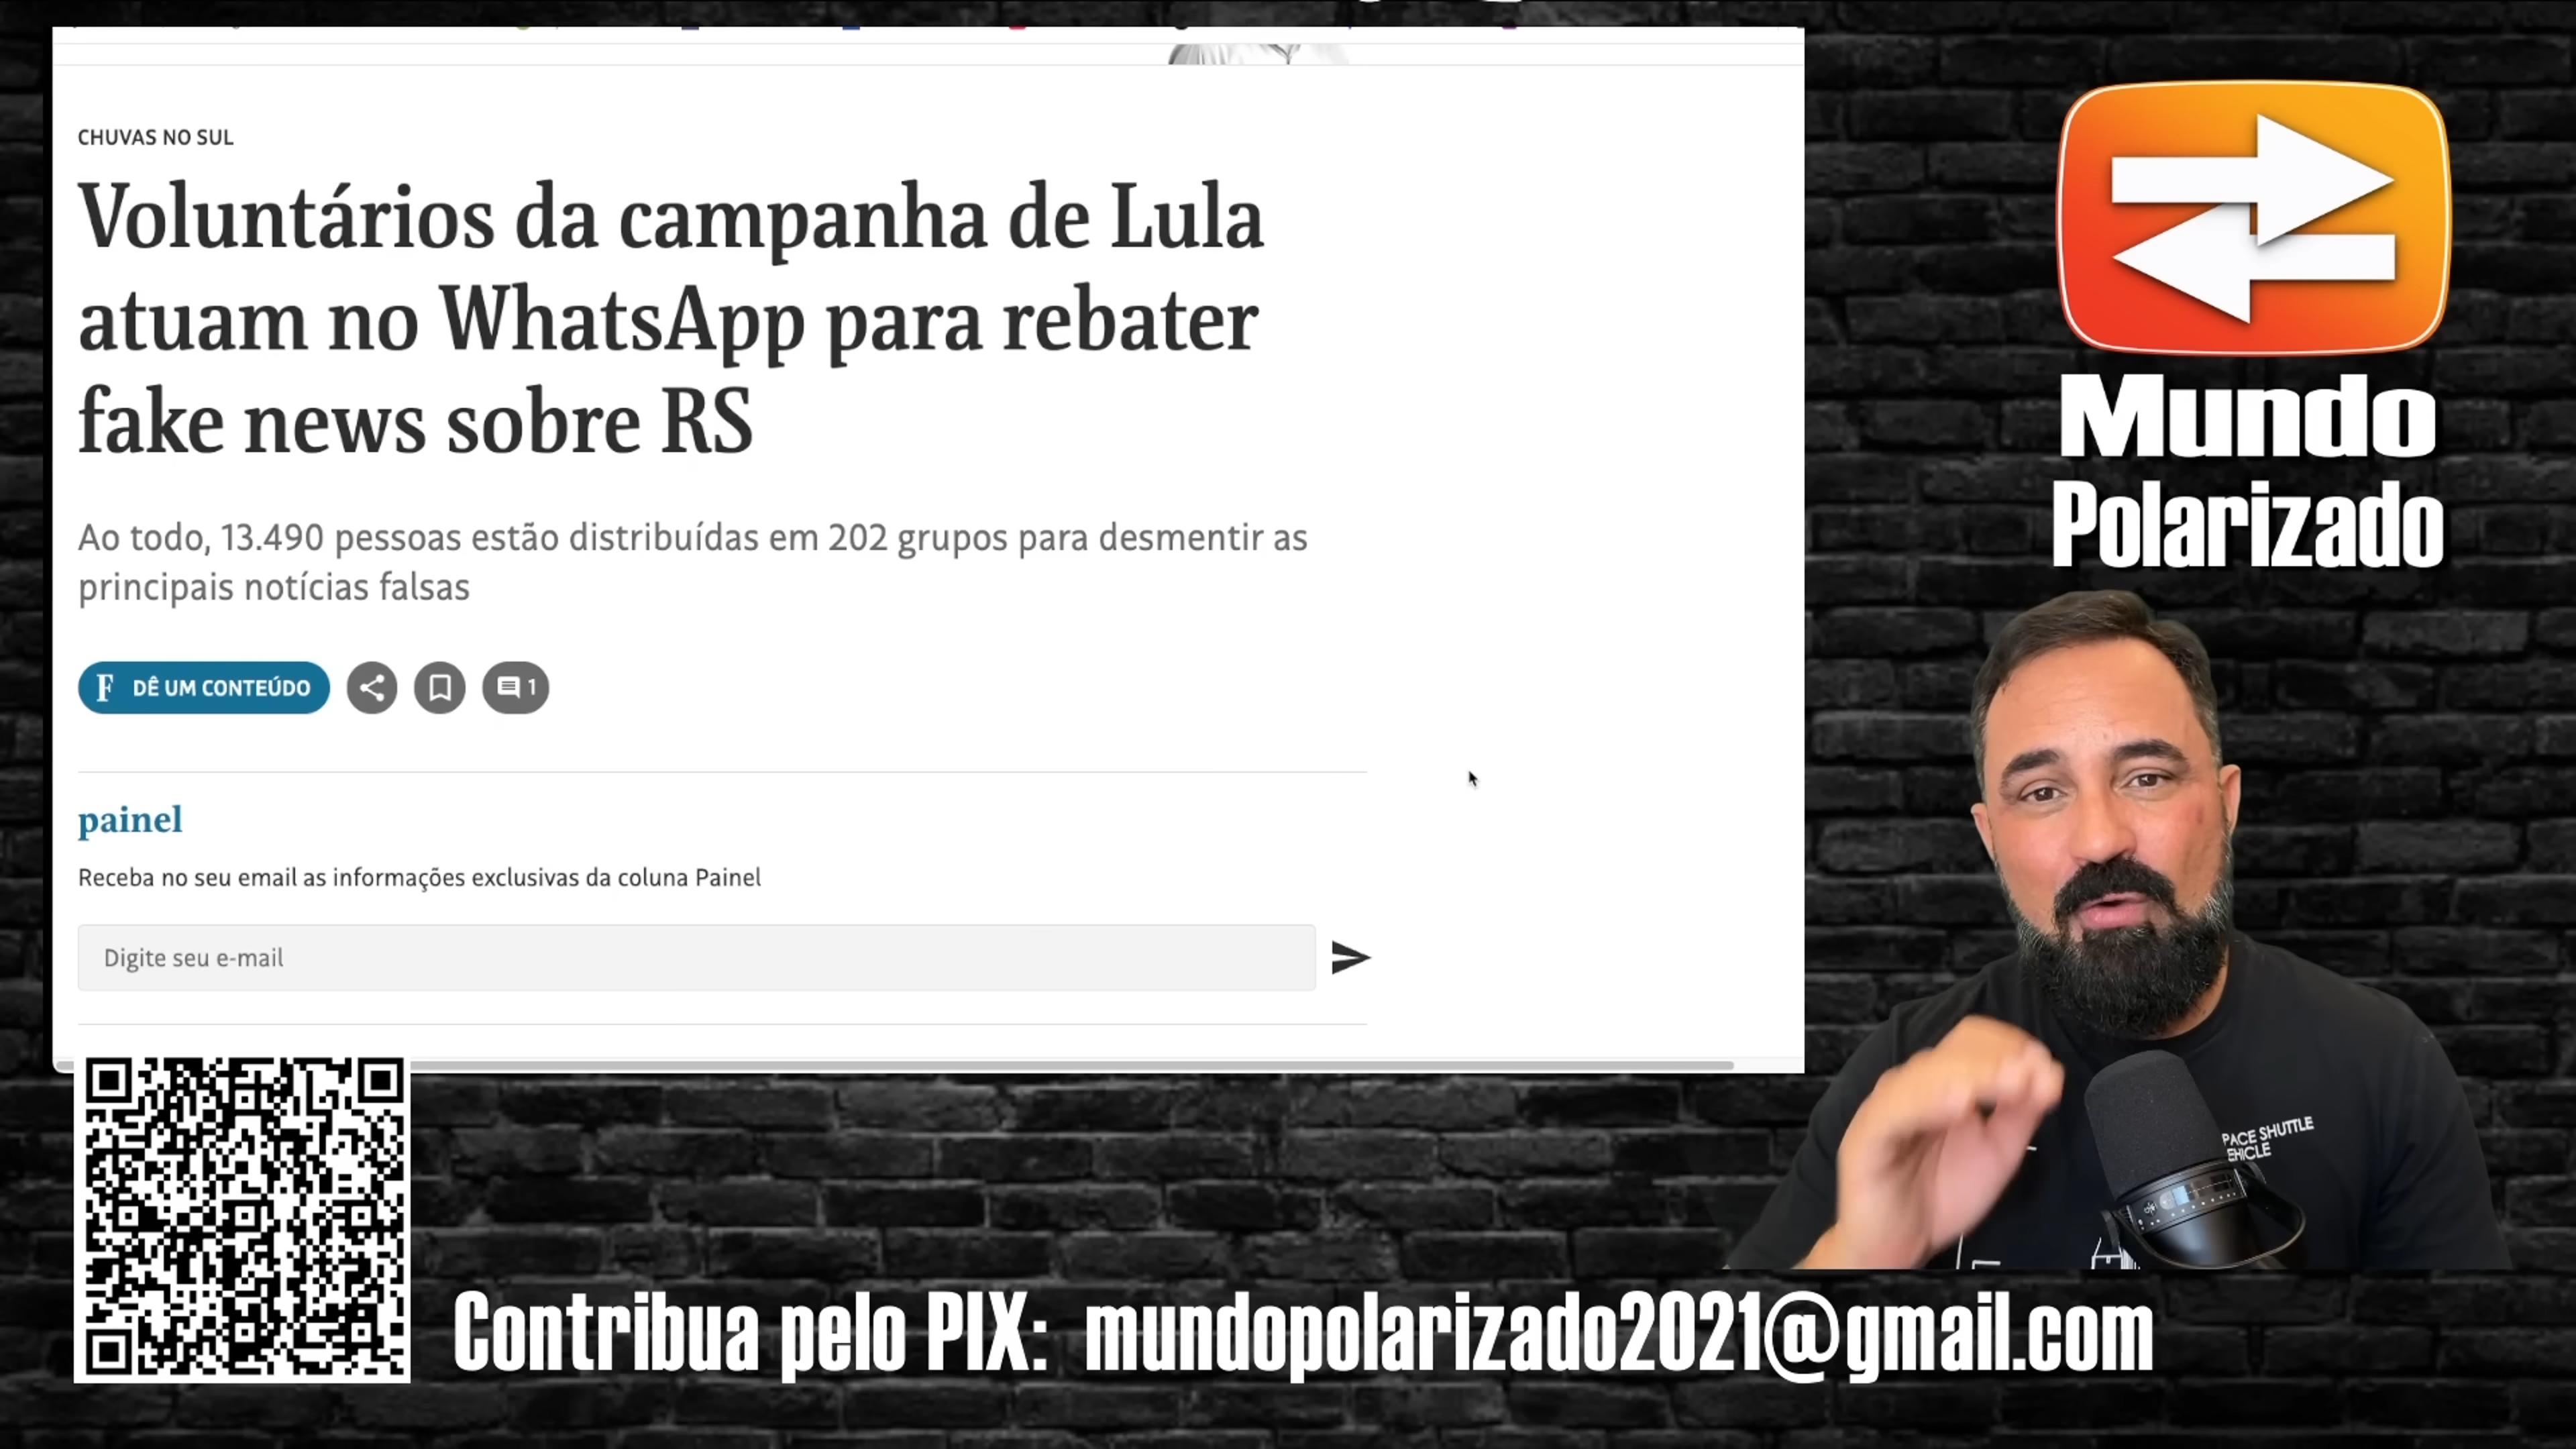 CHUVAS NO SUL
Voluntários da campanha de Lula
atuam no WhatsApp para rebater
fake news sobre RS
Ao todo, 13.490 pessoas estão distribuídas em 202 grupos para desmentir as
principais notícias falsas
F DÊ UM CONTEÚDO
1
painel
Receba no seu email as informações exclusivas da coluna Painel
Digite seu e-mail
Mundo
Polarizado
PACE SHUTTLE
EHICLE
Contribua pelo PIX: mundopolarizado2021@gmail.com